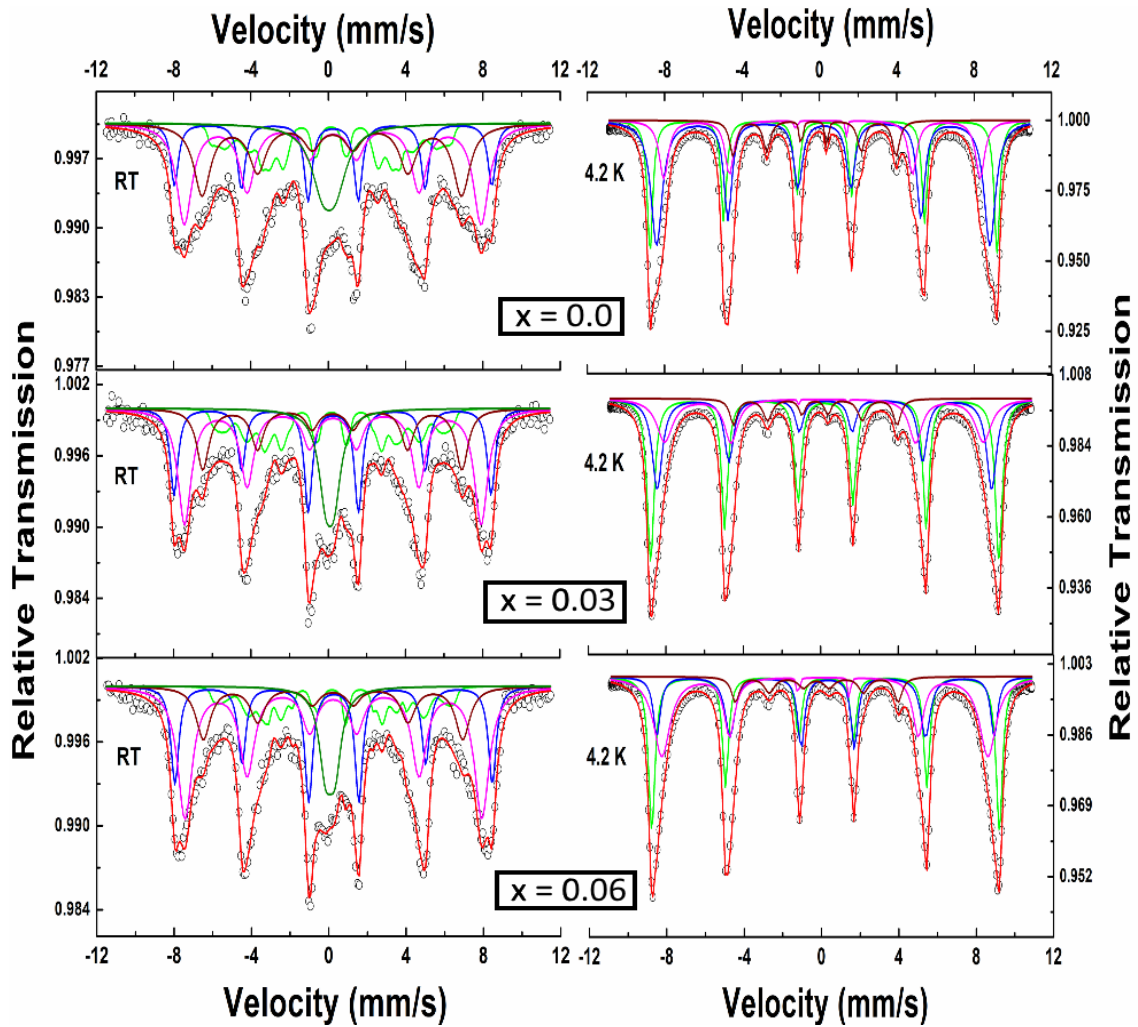 Velocity (mm/s) Velocity (mm/s)
-12 -8 -4 0 4 8 12 -12 -8 -4 0 4 8 12
Relative Transmission
0.997
0.990
0.983
0.977
RT
4.2 K
1.000
0.975
0.950
0.925
x = 0.0
1.002
0.996
0.990
0.984
RT
4.2 K
1.008
0.984
0.960
0.936
x = 0.03
1.002
0.996
0.990
0.984
RT
4.2 K
1.003
0.986
0.969
0.952
x = 0.06
Relative Transmission
-12 -8 -4 0 4 8 12 -12 -8 -4 0 4 8 12
Velocity (mm/s) Velocity (mm/s)